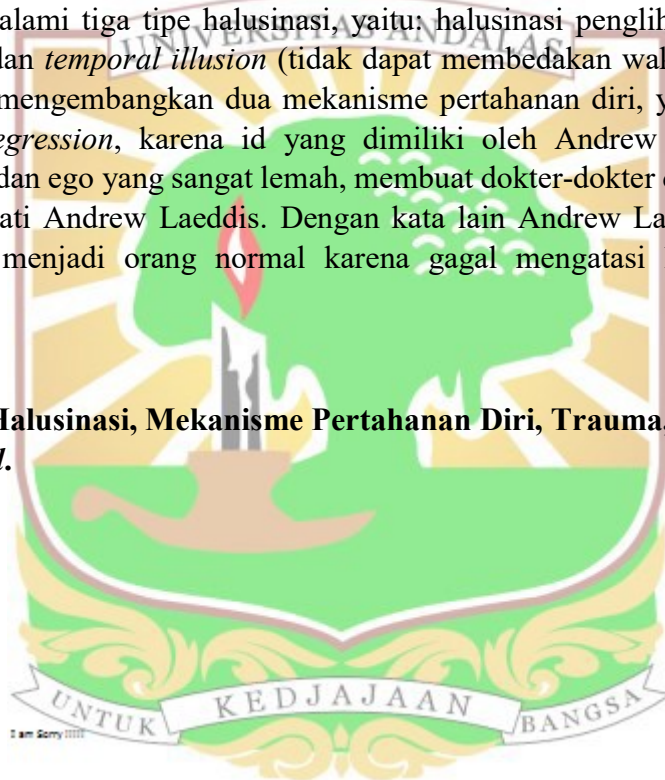 alami tiga tipe halusinasi, yaitu: halusinasi penglih
UNIVERSITAS ANDALAS
dan temporal illusion (tidak dapat membedakan wak
mengembangkan dua mekanisme pertahanan diri, y
egression, karena id yang dimiliki oleh Andrew
dan ego yang sangat lemah, membuat dokter-dokter
ati Andrew Laeddis. Dengan kata lain Andrew La
menjadi orang normal karena gagal mengatasi
Halusinasi, Mekanisme Pertahanan Diri, Trauma,
d.
UNTUK KEDJAJAAN BANGSA
I am Sorry !!!!!